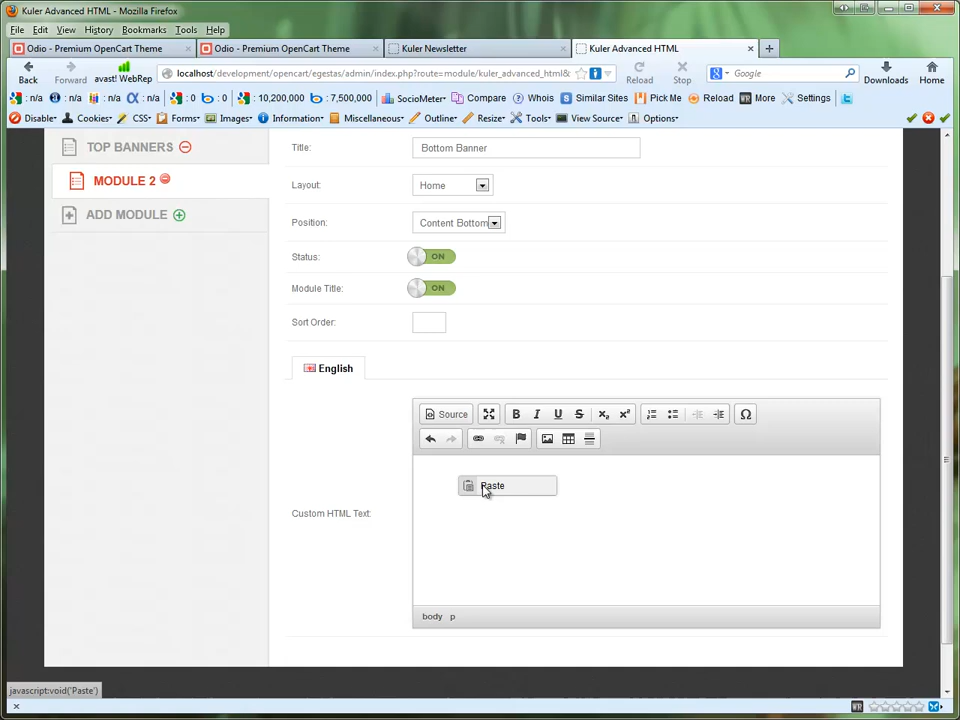 Kuler Advanced HTML - Mozilla Firefox
File Edit View History Bookmarks Tools Help
Odio - Premium OpenCart Theme × Odio - Premium OpenCart Theme × Kuler Newsletter × Kuler Advanced HTML × +
Back Forward avast! WebRep localhost/development/opencart/egestas/admin/index.php?route=module/kuler_advanced_html& Reload Stop Google Downloads Home
: n/a : n/a : n/a α : n/a : 0 b : 0 : 10,200,000 b : 7,500,000 SocioMeter Compare Whois Similar Sites Pick Me Reload WR More Settings
Disable Cookies CSS Forms Images Information Miscellaneous Outline Resize Tools View Source Options
TOP BANNERS
MODULE 2
ADD MODULE
Title: Bottom Banner
Layout: Home
Position: Content Bottom
Status: ON
Module Title: ON
Sort Order:
English
Source B I U S x₂ x² Ω
Paste
Custom HTML Text:
body p
javascript:void('Paste')
× WR